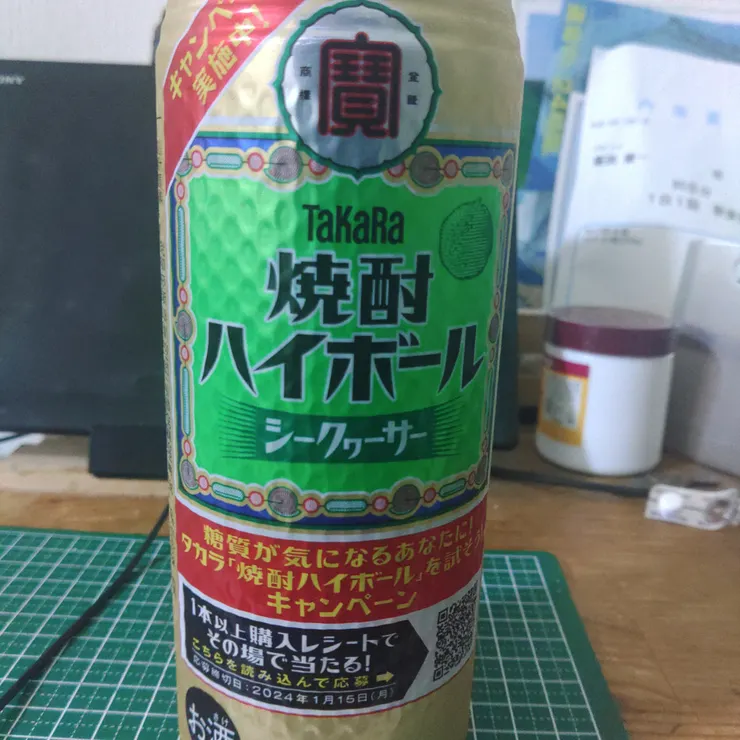 キャンペーン
実施中!
寶
TaKaRa
焼酎
ハイボール
シークヮーサー
糖質が気になるあなたに!
タカラ「焼酎ハイボール」を試そう!
キャンペーン
1本以上購入レシートで
その場で当たる!
こちらを読み込んで応募
応募締切日:2024年1月15日(月)
お酒
さけ
SONY